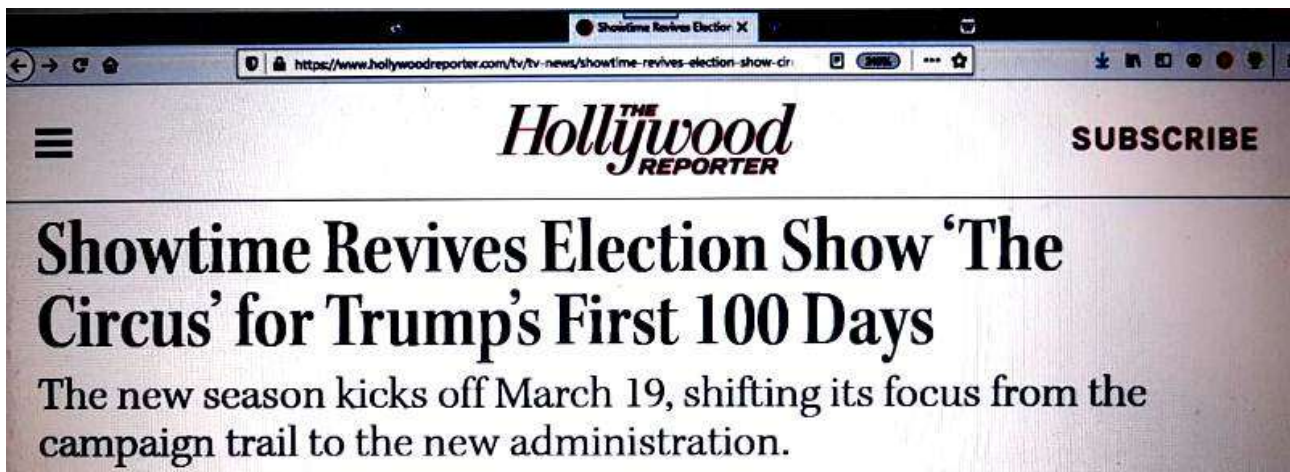 Showtime Revives Election
https://www.hollywoodreporter.com/tv/tv-news/showtime-revives-election-show-cir
THE
Hollywood
REPORTER
SUBSCRIBE
Showtime Revives Election Show ‘The
Circus’ for Trump’s First 100 Days
The new season kicks off March 19, shifting its focus from the
campaign trail to the new administration.